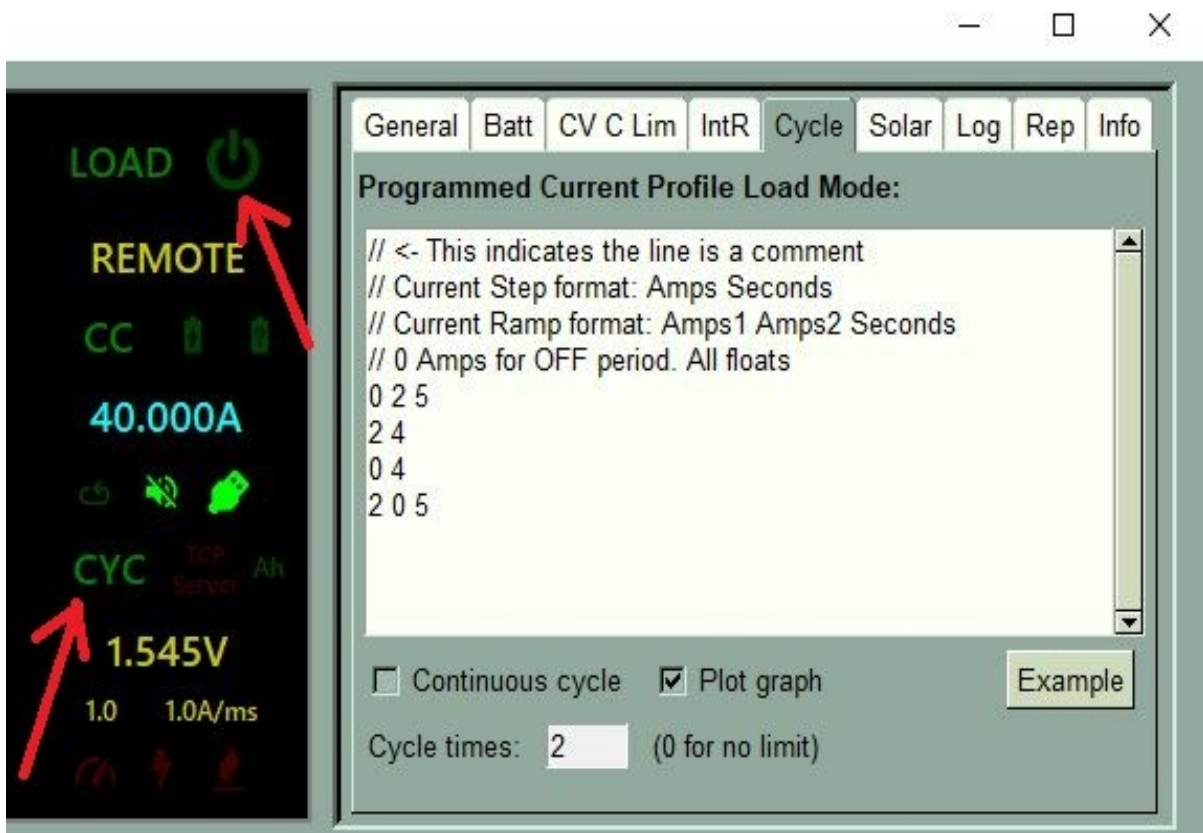 LOAD
REMOTE
CC
40.000A
CYC TCP Server Ah
1.545V
1.0 1.0A/ms
General Batt CV C Lim IntR Cycle Solar Log Rep Info
Programmed Current Profile Load Mode:
// <- This indicates the line is a comment
// Current Step format: Amps Seconds
// Current Ramp format: Amps1 Amps2 Seconds
// 0 Amps for OFF period. All floats
0 2 5
2 4
0 4
2 0 5
Continuous cycle Plot graph Example
Cycle times: 2 (0 for no limit)